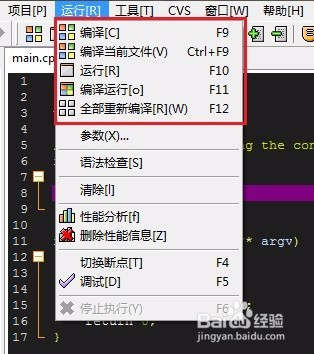 项目[P] 运行[R] 工具[T] CVS 窗口[W]
编译[C] F9
编译当前文件(V) Ctrl+F9
运行[R] F10
编译运行[o] F11
全部重新编译[R](W) F12
main.cp
参数(X)...
语法检查[S]
清除[l]
性能分析[f]
删除性能信息[Z]
切换断点[T] F4
调试[D] F5
停止执行(Y) F6
1
2
3
4
5 g the con
6
7
8
9
10
11 * argv)
12
13
14
15
16 return 0;
17 }
Baidu 经验
jingyan.baidu.com